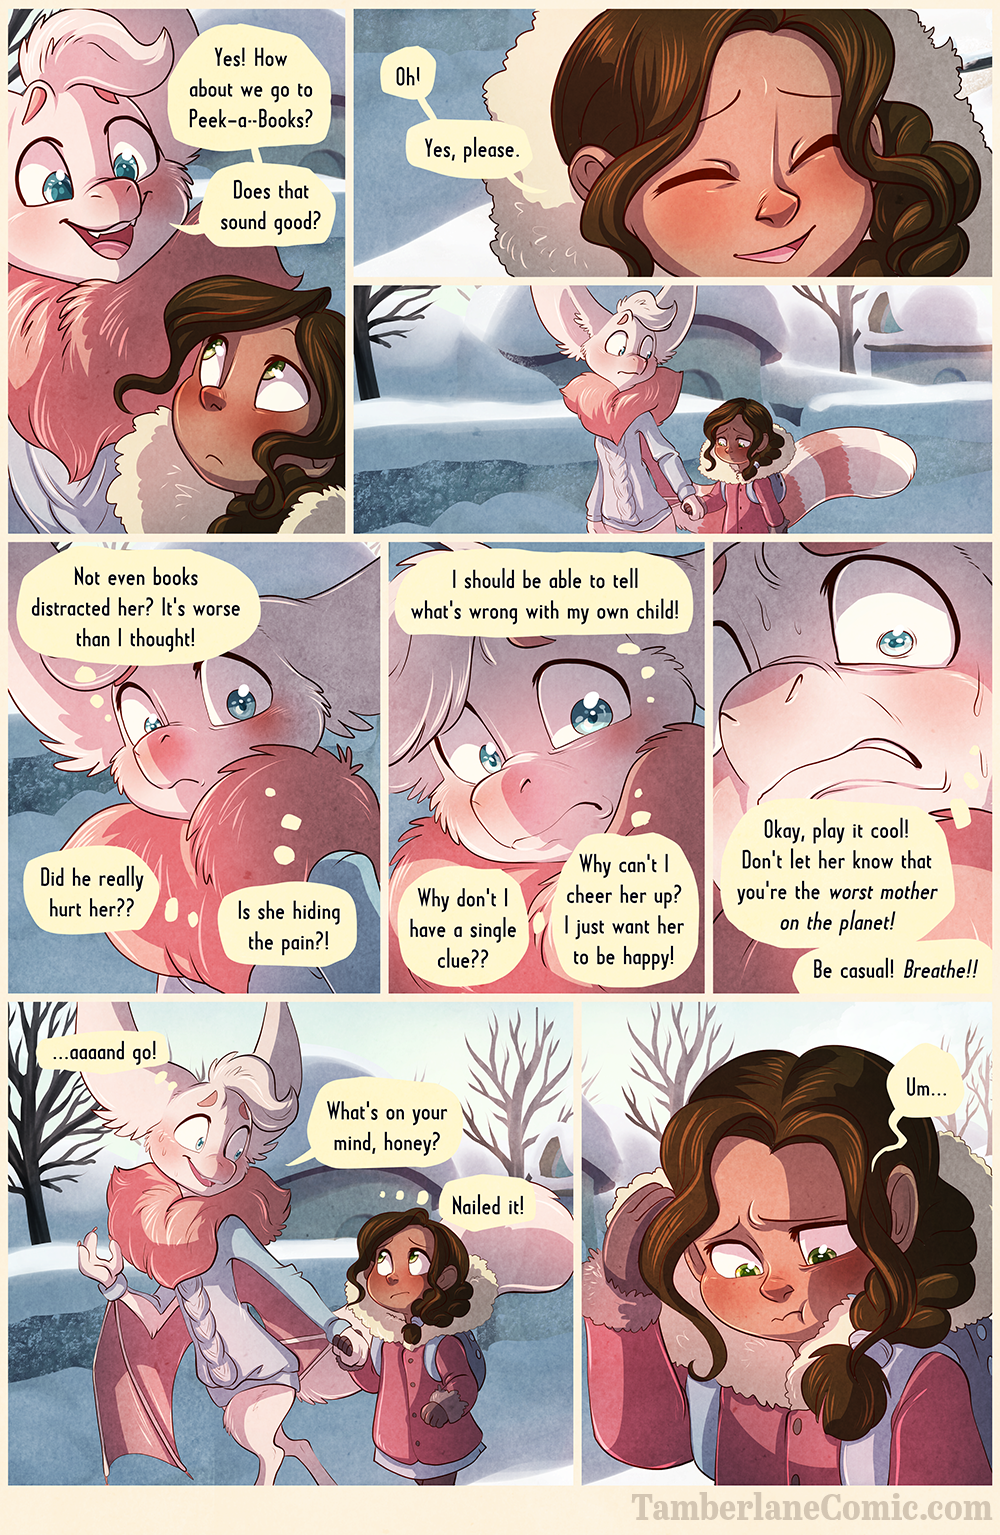 Yes! How
about we go to
Peek-a-Books?
Does that
sound good?
Oh!
Yes, please.
Not even books
distracted her? It's worse
than I thought!
Did he really
hurt her??
Is she hiding
the pain?!
I should be able to tell
what's wrong with my own child!
Why don't I
have a single
clue??
Why can't I
cheer her up?
I just want her
to be happy!
Okay, play it cool!
Don't let her know that
you're the worst mother
on the planet!
Be casual! Breathe!!
...aaaand go!
What's on your
mind, honey?
Nailed it!
Um...
TamberlaneComic.com